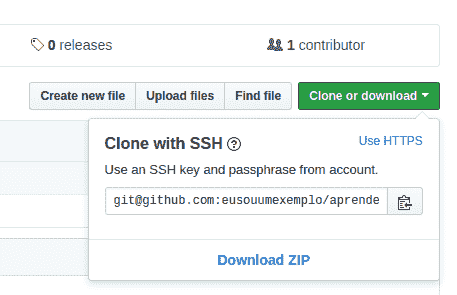 0 releases
1 contributor
Create new file
Upload files
Find file
Clone or download
Clone with SSH
Use HTTPS
Use an SSH key and passphrase from account.
git@github.com:eusouumexemplo/aprende
Download ZIP